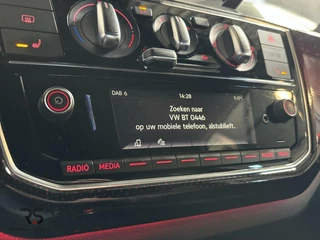 DAB 6 14:28
Zoeken naar
VW BT 0446
op uw mobiele telefoon, alstublieft.
RADIO MEDIA